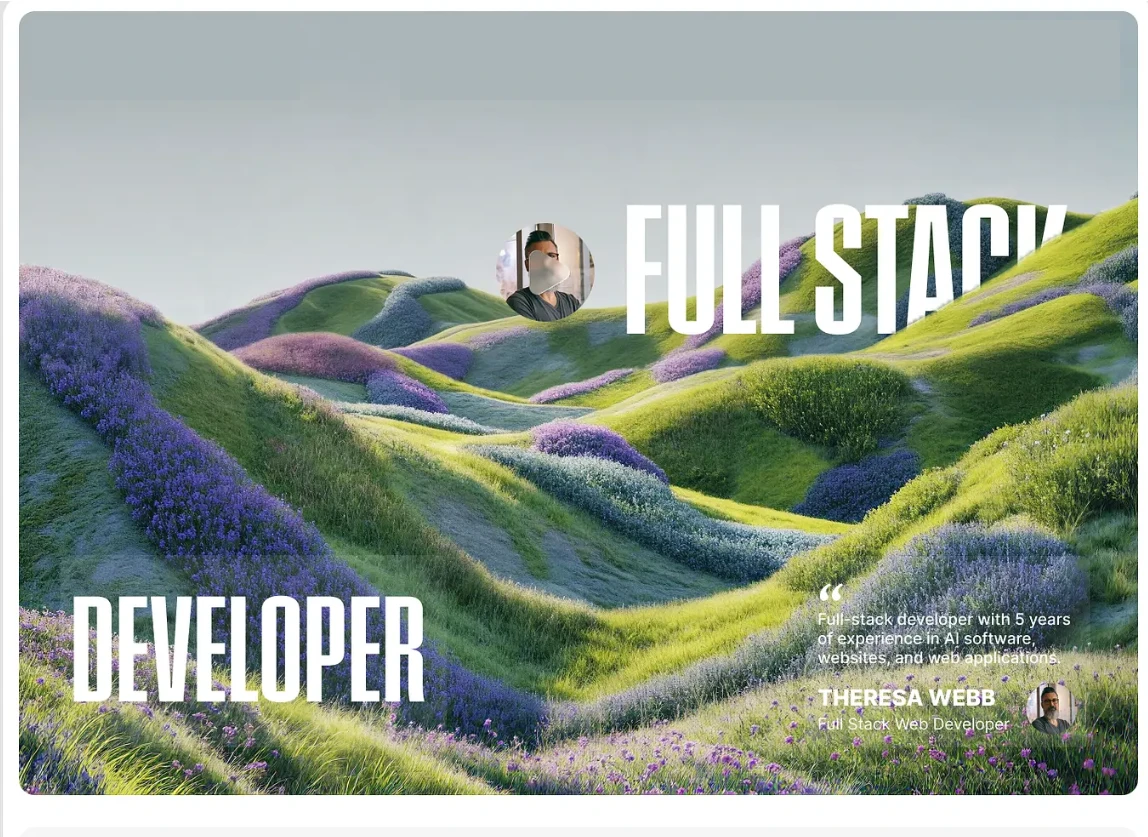 FULL STACK
DEVELOPER
“
Full-stack developer with 5 years
of experience in AI software,
websites, and web applications.
THERESA WEBB
Full Stack Web Developer